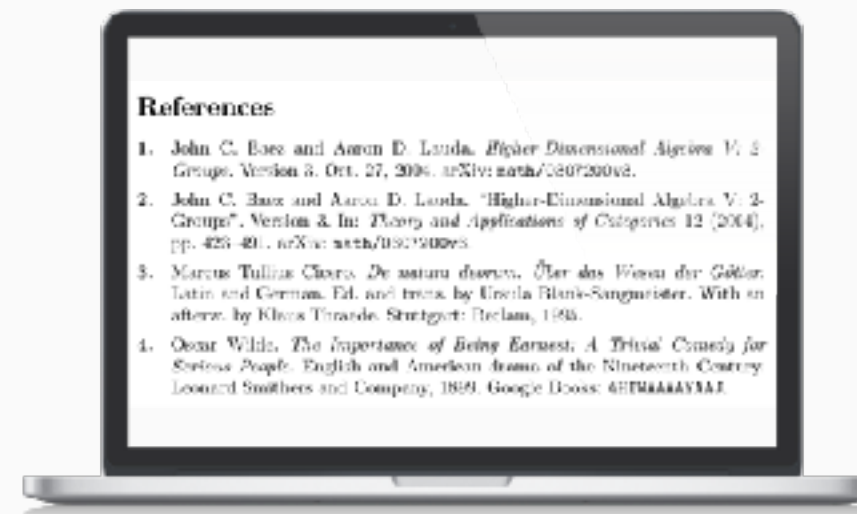 References
1. John C. Baez and Aaron D. Lauda. Higher-Dimensional Algebra V: 2-
Groups. Version 3. Oct. 27, 2004. arXiv: math/0307200v3.
2. John C. Baez and Aaron D. Lauda. “Higher-Dimensional Algebra V: 2-
Groups”. Version 3. In: Theory and Applications of Categories 12 (2004),
pp. 423–491. arXiv: math/0307200v3.
3. Marcus Tullius Cicero. De natura deorum. Über das Wesen der Götter.
Latin and German. Ed. and trans. by Ursula Blank-Sangmeister. With an
afterw. by Klaus Thraede. Stuttgart: Reclam, 1995.
4. Oscar Wilde. The Importance of Being Earnest: A Trivial Comedy for
Serious People. English and American drama of the Nineteenth Century.
Leonard Smithers and Company, 1899. Google Books: